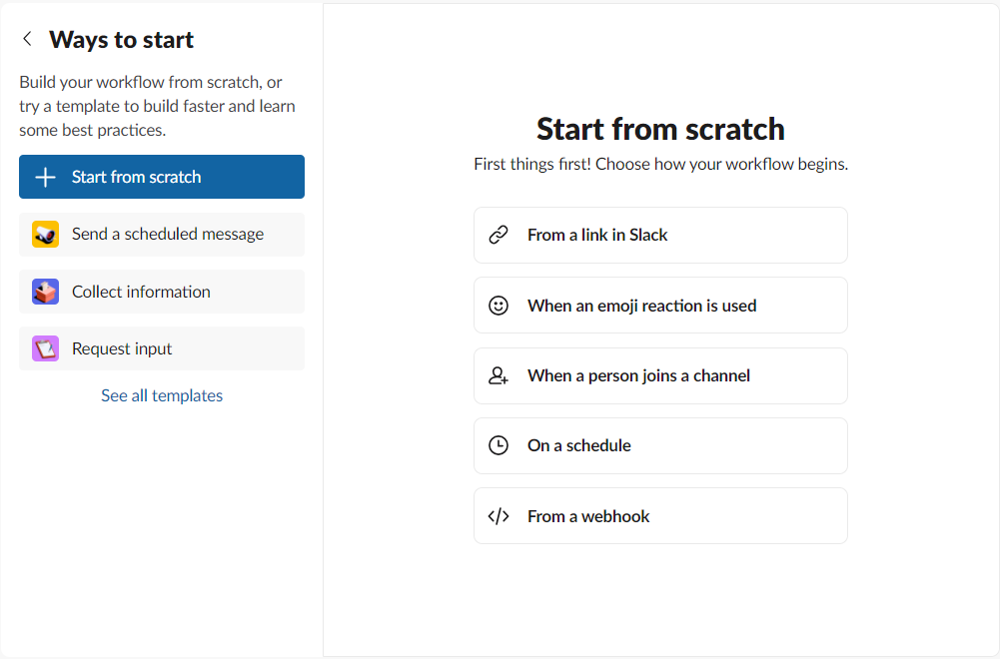 Ways to start
Build your workflow from scratch, or
try a template to build faster and learn
some best practices.
Start from scratch
Send a scheduled message
Collect information
Request input
See all templates
Start from scratch
First things first! Choose how your workflow begins.
From a link in Slack
When an emoji reaction is used
When a person joins a channel
On a schedule
From a webhook